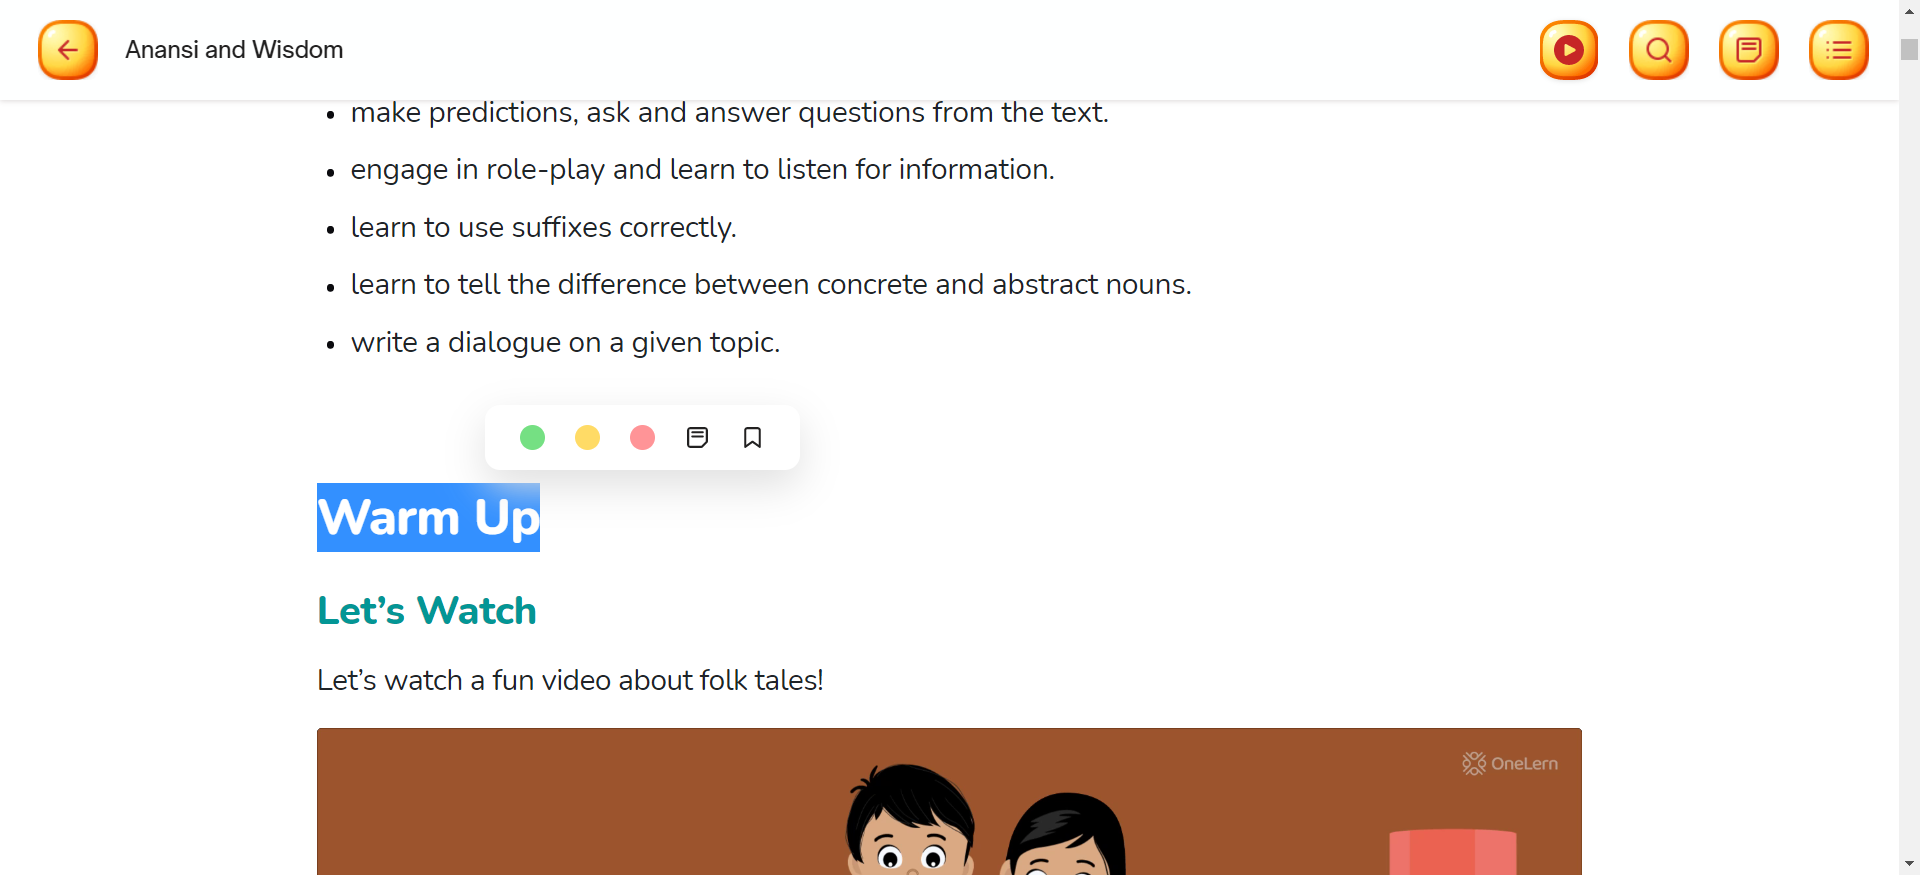 Anansi and Wisdom
make predictions, ask and answer questions from the text.
engage in role-play and learn to listen for information.
learn to use suffixes correctly.
learn to tell the difference between concrete and abstract nouns.
write a dialogue on a given topic.
Warm Up
Let’s Watch
Let’s watch a fun video about folk tales!
OneLern